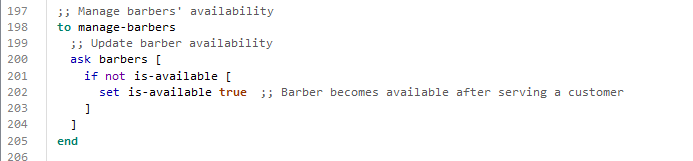 197 ;; Manage barbers' availability
198 to manage-barbers
199 ;; Update barber availability
200 ask barbers [
201 if not is-available [
202 set is-available true ;; Barber becomes available after serving a customer
203 ]
204 ]
205 end
206